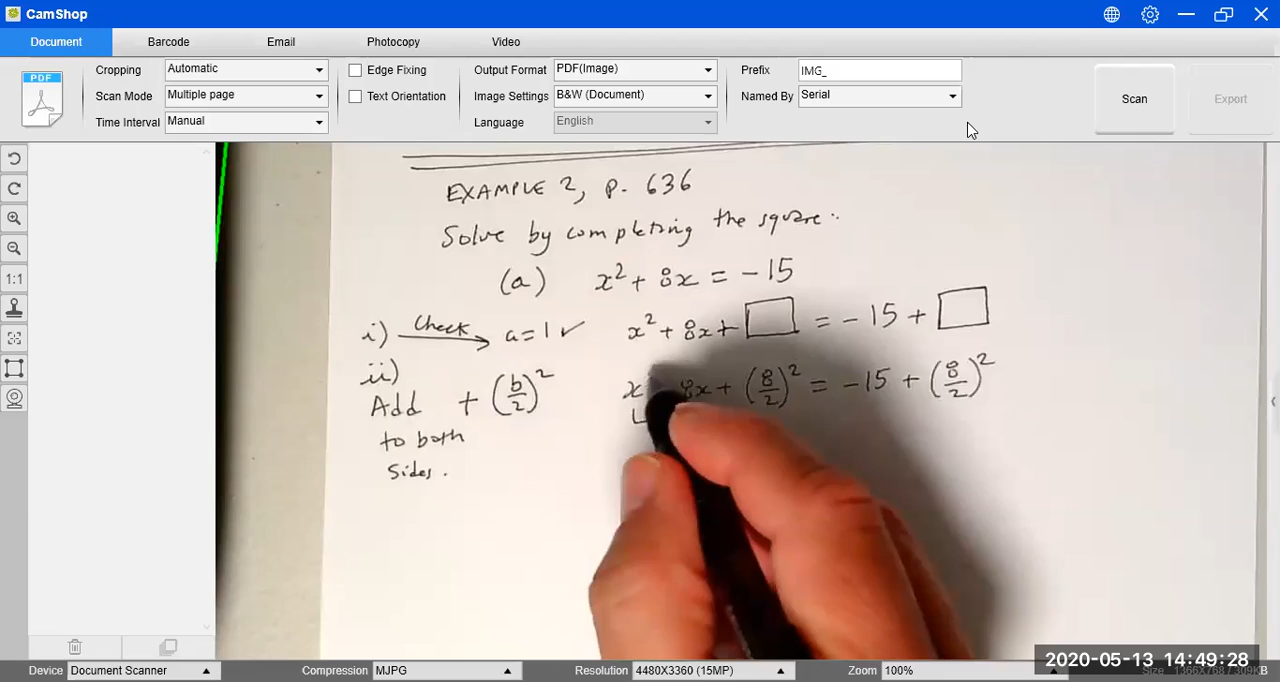 CamShop
Document Barcode Email Photocopy Video
PDF
Cropping Automatic Edge Fixing Output Format PDF(Image) Prefix IMG_
Scan Mode Multiple page Text Orientation Image Settings B&W (Document) Named By Serial Scan Export
Time Interval Manual Language English
1:1
EXAMPLE 2, p. 636
Solve by completing the square:
(a) x² + 8x = -15
i) Check → a = 1 ✓ x² + 8x + □ = -15 + □
ii)
Add + (b/2)² x 8x + (8/2)² = -15 + (8/2)²
to both
sides.
2020-05-13 14:49:28
Device Document Scanner Compression MJPG Resolution 4480X3360 (15MP) Zoom 100%